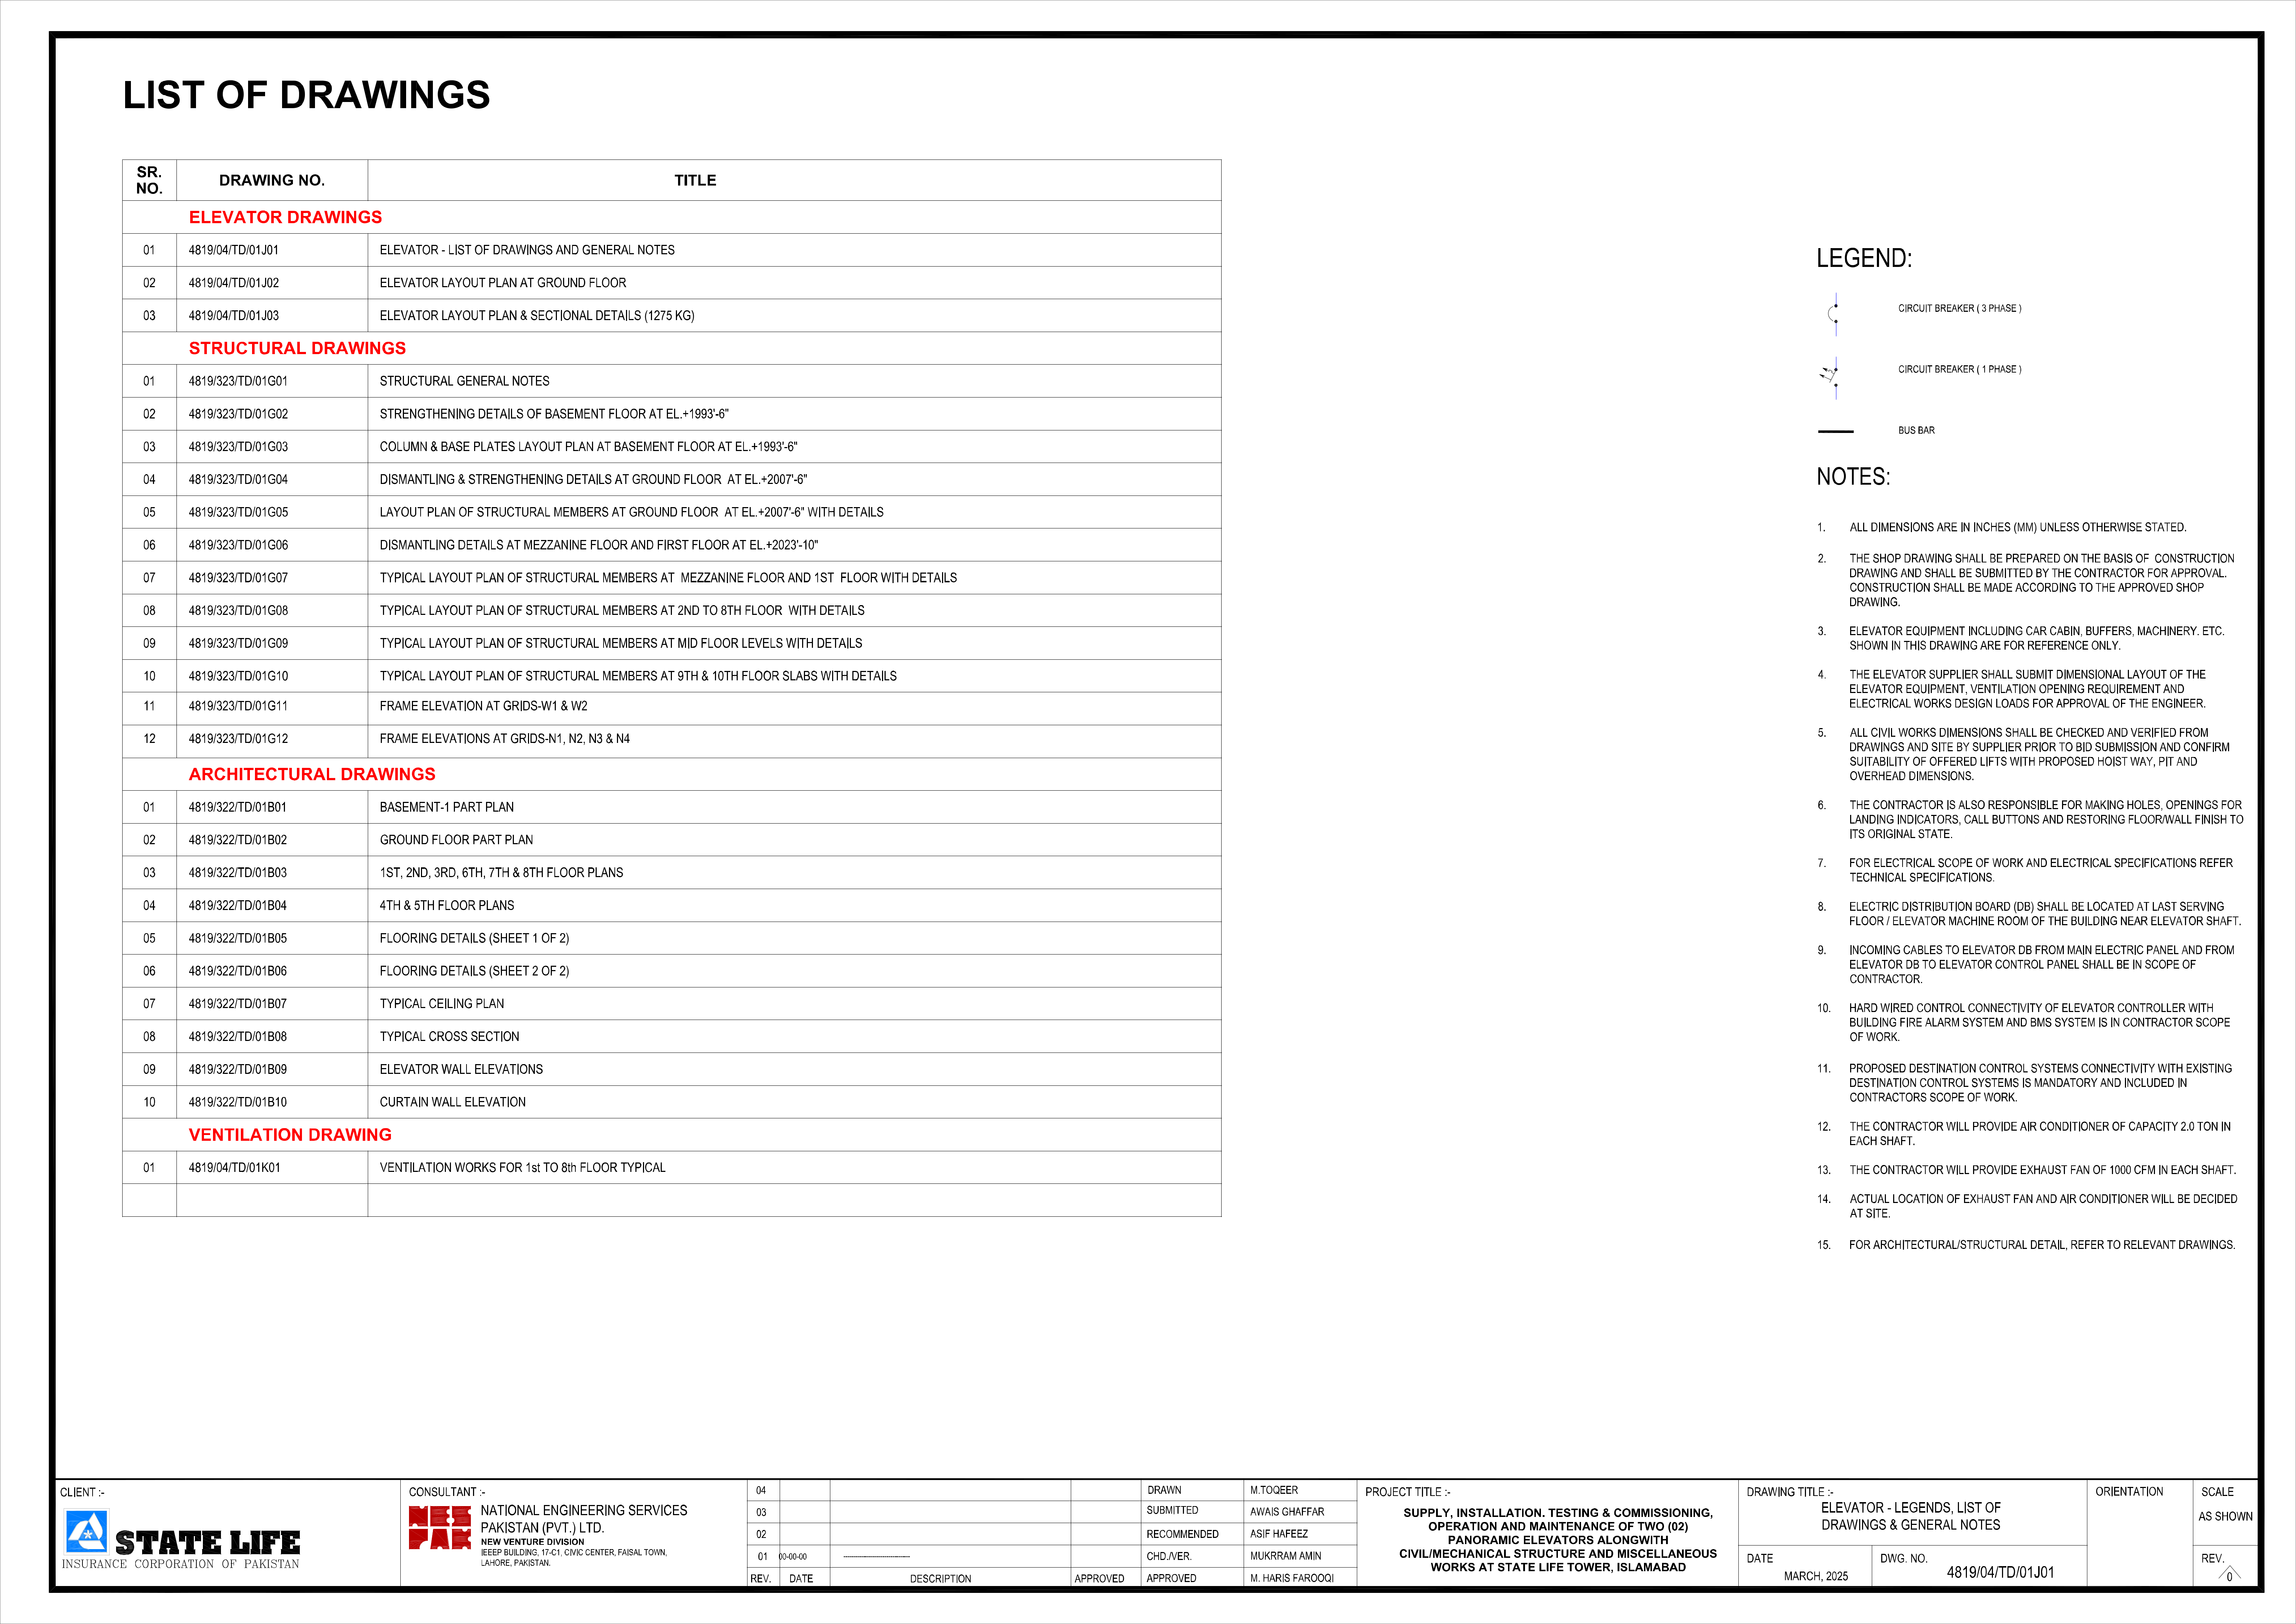 LIST OF DRAWINGS
SR. NO. DRAWING NO. TITLE
ELEVATOR DRAWINGS
01 4819/04/TD/01J01 ELEVATOR - LIST OF DRAWINGS AND GENERAL NOTES
02 4819/04/TD/01J02 ELEVATOR LAYOUT PLAN AT GROUND FLOOR
03 4819/04/TD/01J03 ELEVATOR LAYOUT PLAN & SECTIONAL DETAILS (1275 KG)
STRUCTURAL DRAWINGS
01 4819/323/TD/01G01 STRUCTURAL GENERAL NOTES
02 4819/323/TD/01G02 STRENGTHENING DETAILS OF BASEMENT FLOOR AT EL.+1993'-6"
03 4819/323/TD/01G03 COLUMN & BASE PLATES LAYOUT PLAN AT BASEMENT FLOOR AT EL.+1993'-6"
04 4819/323/TD/01G04 DISMANTLING & STRENGTHENING DETAILS AT GROUND FLOOR AT EL.+2007'-6"
05 4819/323/TD/01G05 LAYOUT PLAN OF STRUCTURAL MEMBERS AT GROUND FLOOR AT EL.+2007'-6" WITH DETAILS
06 4819/323/TD/01G06 DISMANTLING DETAILS AT MEZZANINE FLOOR AND FIRST FLOOR AT EL.+2023'-10"
07 4819/323/TD/01G07 TYPICAL LAYOUT PLAN OF STRUCTURAL MEMBERS AT MEZZANINE FLOOR AND 1ST FLOOR WITH DETAILS
08 4819/323/TD/01G08 TYPICAL LAYOUT PLAN OF STRUCTURAL MEMBERS AT 2ND TO 8TH FLOOR WITH DETAILS
09 4819/323/TD/01G09 TYPICAL LAYOUT PLAN OF STRUCTURAL MEMBERS AT MID FLOOR LEVELS WITH DETAILS
10 4819/323/TD/01G10 TYPICAL LAYOUT PLAN OF STRUCTURAL MEMBERS AT 9TH & 10TH FLOOR SLABS WITH DETAILS
11 4819/323/TD/01G11 FRAME ELEVATION AT GRIDS-W1 & W2
12 4819/323/TD/01G12 FRAME ELEVATIONS AT GRIDS-N1, N2, N3 & N4
ARCHITECTURAL DRAWINGS
01 4819/322/TD/01B01 BASEMENT-1 PART PLAN
02 4819/322/TD/01B02 GROUND FLOOR PART PLAN
03 4819/322/TD/01B03 1ST, 2ND, 3RD, 6TH, 7TH & 8TH FLOOR PLANS
04 4819/322/TD/01B04 4TH & 5TH FLOOR PLANS
05 4819/322/TD/01B05 FLOORING DETAILS (SHEET 1 OF 2)
06 4819/322/TD/01B06 FLOORING DETAILS (SHEET 2 OF 2)
07 4819/322/TD/01B07 TYPICAL CEILING PLAN
08 4819/322/TD/01B08 TYPICAL CROSS SECTION
09 4819/322/TD/01B09 ELEVATOR WALL ELEVATIONS
10 4819/322/TD/01B10 CURTAIN WALL ELEVATION
VENTILATION DRAWING
01 4819/04/TD/01K01 VENTILATION WORKS FOR 1st TO 8th FLOOR TYPICAL
LEGEND:
CIRCUIT BREAKER ( 3 PHASE )
CIRCUIT BREAKER ( 1 PHASE )
BUS BAR
NOTES:
1. ALL DIMENSIONS ARE IN INCHES (MM) UNLESS OTHERWISE STATED.
2. THE SHOP DRAWING SHALL BE PREPARED ON THE BASIS OF CONSTRUCTION
DRAWING AND SHALL BE SUBMITTED BY THE CONTRACTOR FOR APPROVAL.
CONSTRUCTION SHALL BE MADE ACCORDING TO THE APPROVED SHOP
DRAWING.
3. ELEVATOR EQUIPMENT INCLUDING CAR CABIN, BUFFERS, MACHINERY. ETC.
SHOWN IN THIS DRAWING ARE FOR REFERENCE ONLY.
4. THE ELEVATOR SUPPLIER SHALL SUBMIT DIMENSIONAL LAYOUT OF THE
ELEVATOR EQUIPMENT, VENTILATION OPENING REQUIREMENT AND
ELECTRICAL WORKS DESIGN LOADS FOR APPROVAL OF THE ENGINEER.
5. ALL CIVIL WORKS DIMENSIONS SHALL BE CHECKED AND VERIFIED FROM
DRAWINGS AND SITE BY SUPPLIER PRIOR TO BID SUBMISSION AND CONFIRM
SUITABILITY OF OFFERED LIFTS WITH PROPOSED HOIST WAY, PIT AND
OVERHEAD DIMENSIONS.
6. THE CONTRACTOR IS ALSO RESPONSIBLE FOR MAKING HOLES, OPENINGS FOR
LANDING INDICATORS, CALL BUTTONS AND RESTORING FLOOR/WALL FINISH TO
ITS ORIGINAL STATE.
7. FOR ELECTRICAL SCOPE OF WORK AND ELECTRICAL SPECIFICATIONS REFER
TECHNICAL SPECIFICATIONS.
8. ELECTRIC DISTRIBUTION BOARD (DB) SHALL BE LOCATED AT LAST SERVING
FLOOR / ELEVATOR MACHINE ROOM OF THE BUILDING NEAR ELEVATOR SHAFT.
9. INCOMING CABLES TO ELEVATOR DB FROM MAIN ELECTRIC PANEL AND FROM
ELEVATOR DB TO ELEVATOR CONTROL PANEL SHALL BE IN SCOPE OF
CONTRACTOR.
10. HARD WIRED CONTROL CONNECTIVITY OF ELEVATOR CONTROLLER WITH
BUILDING FIRE ALARM SYSTEM AND BMS SYSTEM IS IN CONTRACTOR SCOPE
OF WORK.
11. PROPOSED DESTINATION CONTROL SYSTEMS CONNECTIVITY WITH EXISTING
DESTINATION CONTROL SYSTEMS IS MANDATORY AND INCLUDED IN
CONTRACTORS SCOPE OF WORK.
12. THE CONTRACTOR WILL PROVIDE AIR CONDITIONER OF CAPACITY 2.0 TON IN
EACH SHAFT.
13. THE CONTRACTOR WILL PROVIDE EXHAUST FAN OF 1000 CFM IN EACH SHAFT.
14. ACTUAL LOCATION OF EXHAUST FAN AND AIR CONDITIONER WILL BE DECIDED
AT SITE.
15. FOR ARCHITECTURAL/STRUCTURAL DETAIL, REFER TO RELEVANT DRAWINGS.
CLIENT :-
STATE LIFE
INSURANCE CORPORATION OF PAKISTAN
CONSULTANT :-
NES PAK
NATIONAL ENGINEERING SERVICES
PAKISTAN (PVT.) LTD.
NEW VENTURE DIVISION
IEEEP BUILDING, 17-C1, CIVIC CENTER, FAISAL TOWN,
LAHORE, PAKISTAN.
04
03
02
01 00-00-00 ------------------------------
REV. DATE DESCRIPTION APPROVED
DRAWN M.TOQEER
SUBMITTED AWAIS GHAFFAR
RECOMMENDED ASIF HAFEEZ
CHD./VER. MUKRRAM AMIN
APPROVED M. HARIS FAROOQI
PROJECT TITLE :-
SUPPLY, INSTALLATION. TESTING & COMMISSIONING,
OPERATION AND MAINTENANCE OF TWO (02)
PANORAMIC ELEVATORS ALONGWITH
CIVIL/MECHANICAL STRUCTURE AND MISCELLANEOUS
WORKS AT STATE LIFE TOWER, ISLAMABAD
DRAWING TITLE :-
ELEVATOR - LEGENDS, LIST OF
DRAWINGS & GENERAL NOTES
DATE
MARCH, 2025
DWG. NO.
4819/04/TD/01J01
ORIENTATION
SCALE
AS SHOWN
REV.
0